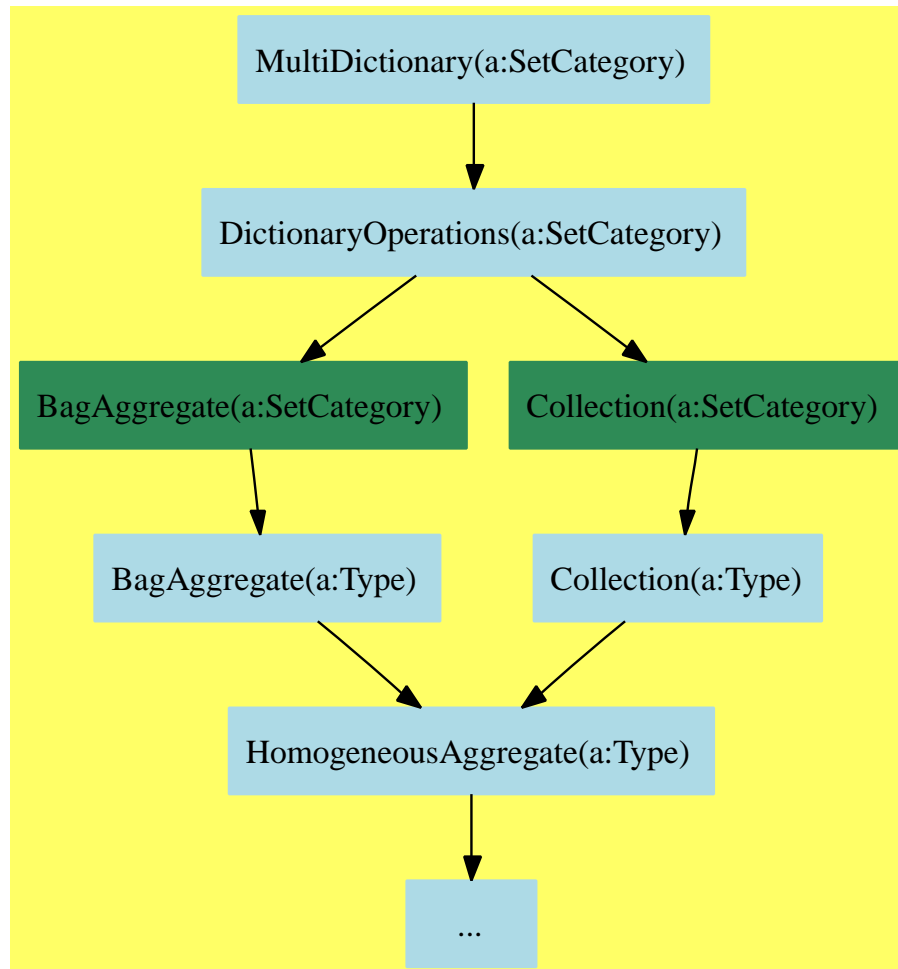 MultiDictionary(a:SetCategory)
DictionaryOperations(a:SetCategory)
BagAggregate(a:SetCategory)
Collection(a:SetCategory)
BagAggregate(a:Type)
Collection(a:Type)
HomogeneousAggregate(a:Type)
...